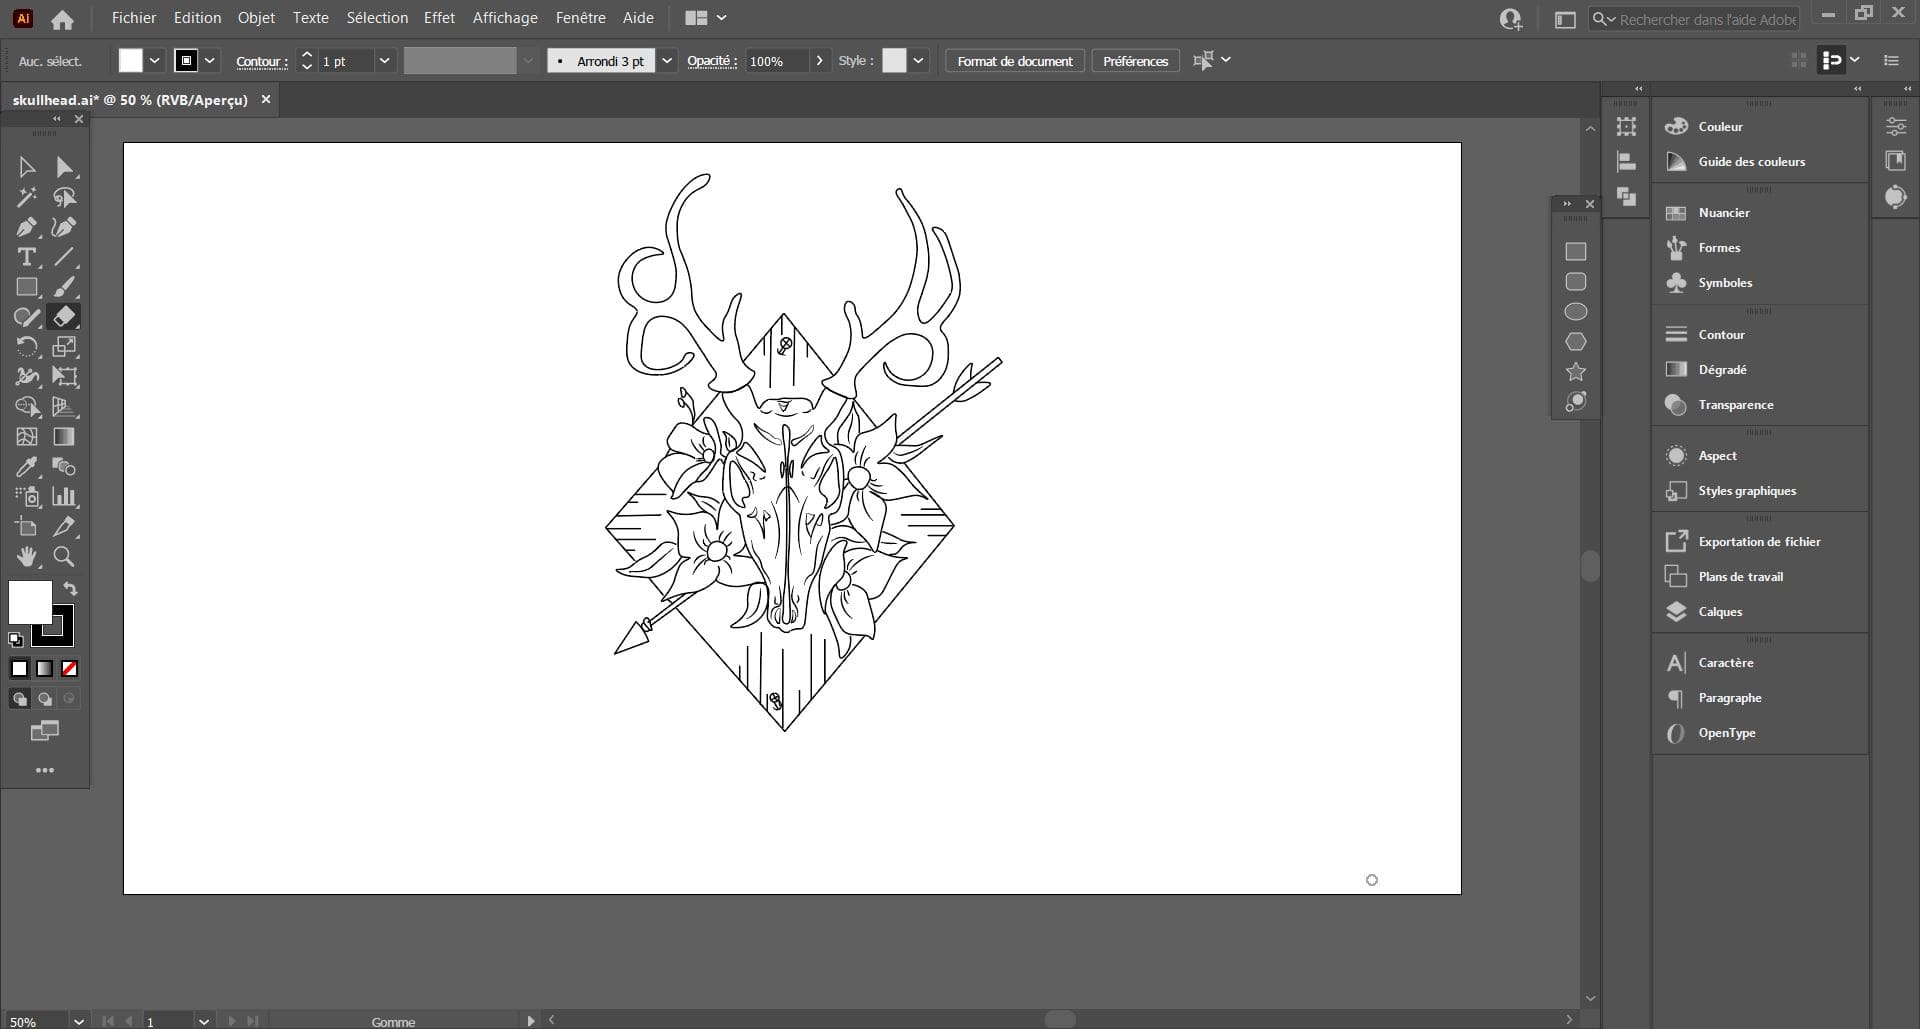 Ai
Fichier Edition Objet Texte Sélection Effet Affichage Fenêtre Aide
Rechercher dans l'aide Adobe
Auc. sélect.
Contour : 1 pt
Arrondi 3 pt
Opacité : 100%
Style :
Format de document
Préférences
skullhead.ai* @ 50 % (RVB/Aperçu)
Couleur
Guide des couleurs
Nuancier
Formes
Symboles
Contour
Dégradé
Transparence
Aspect
Styles graphiques
Exportation de fichier
Plans de travail
Calques
Caractère
Paragraphe
OpenType
50%
1
Gomme